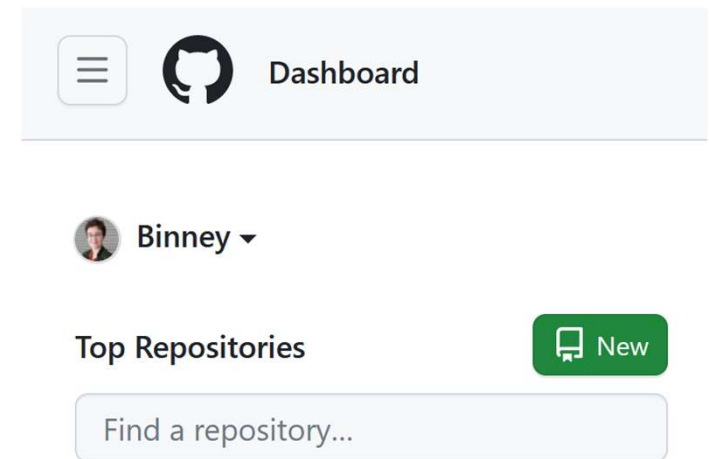 Dashboard
Binney
Top Repositories
New
Find a repository...